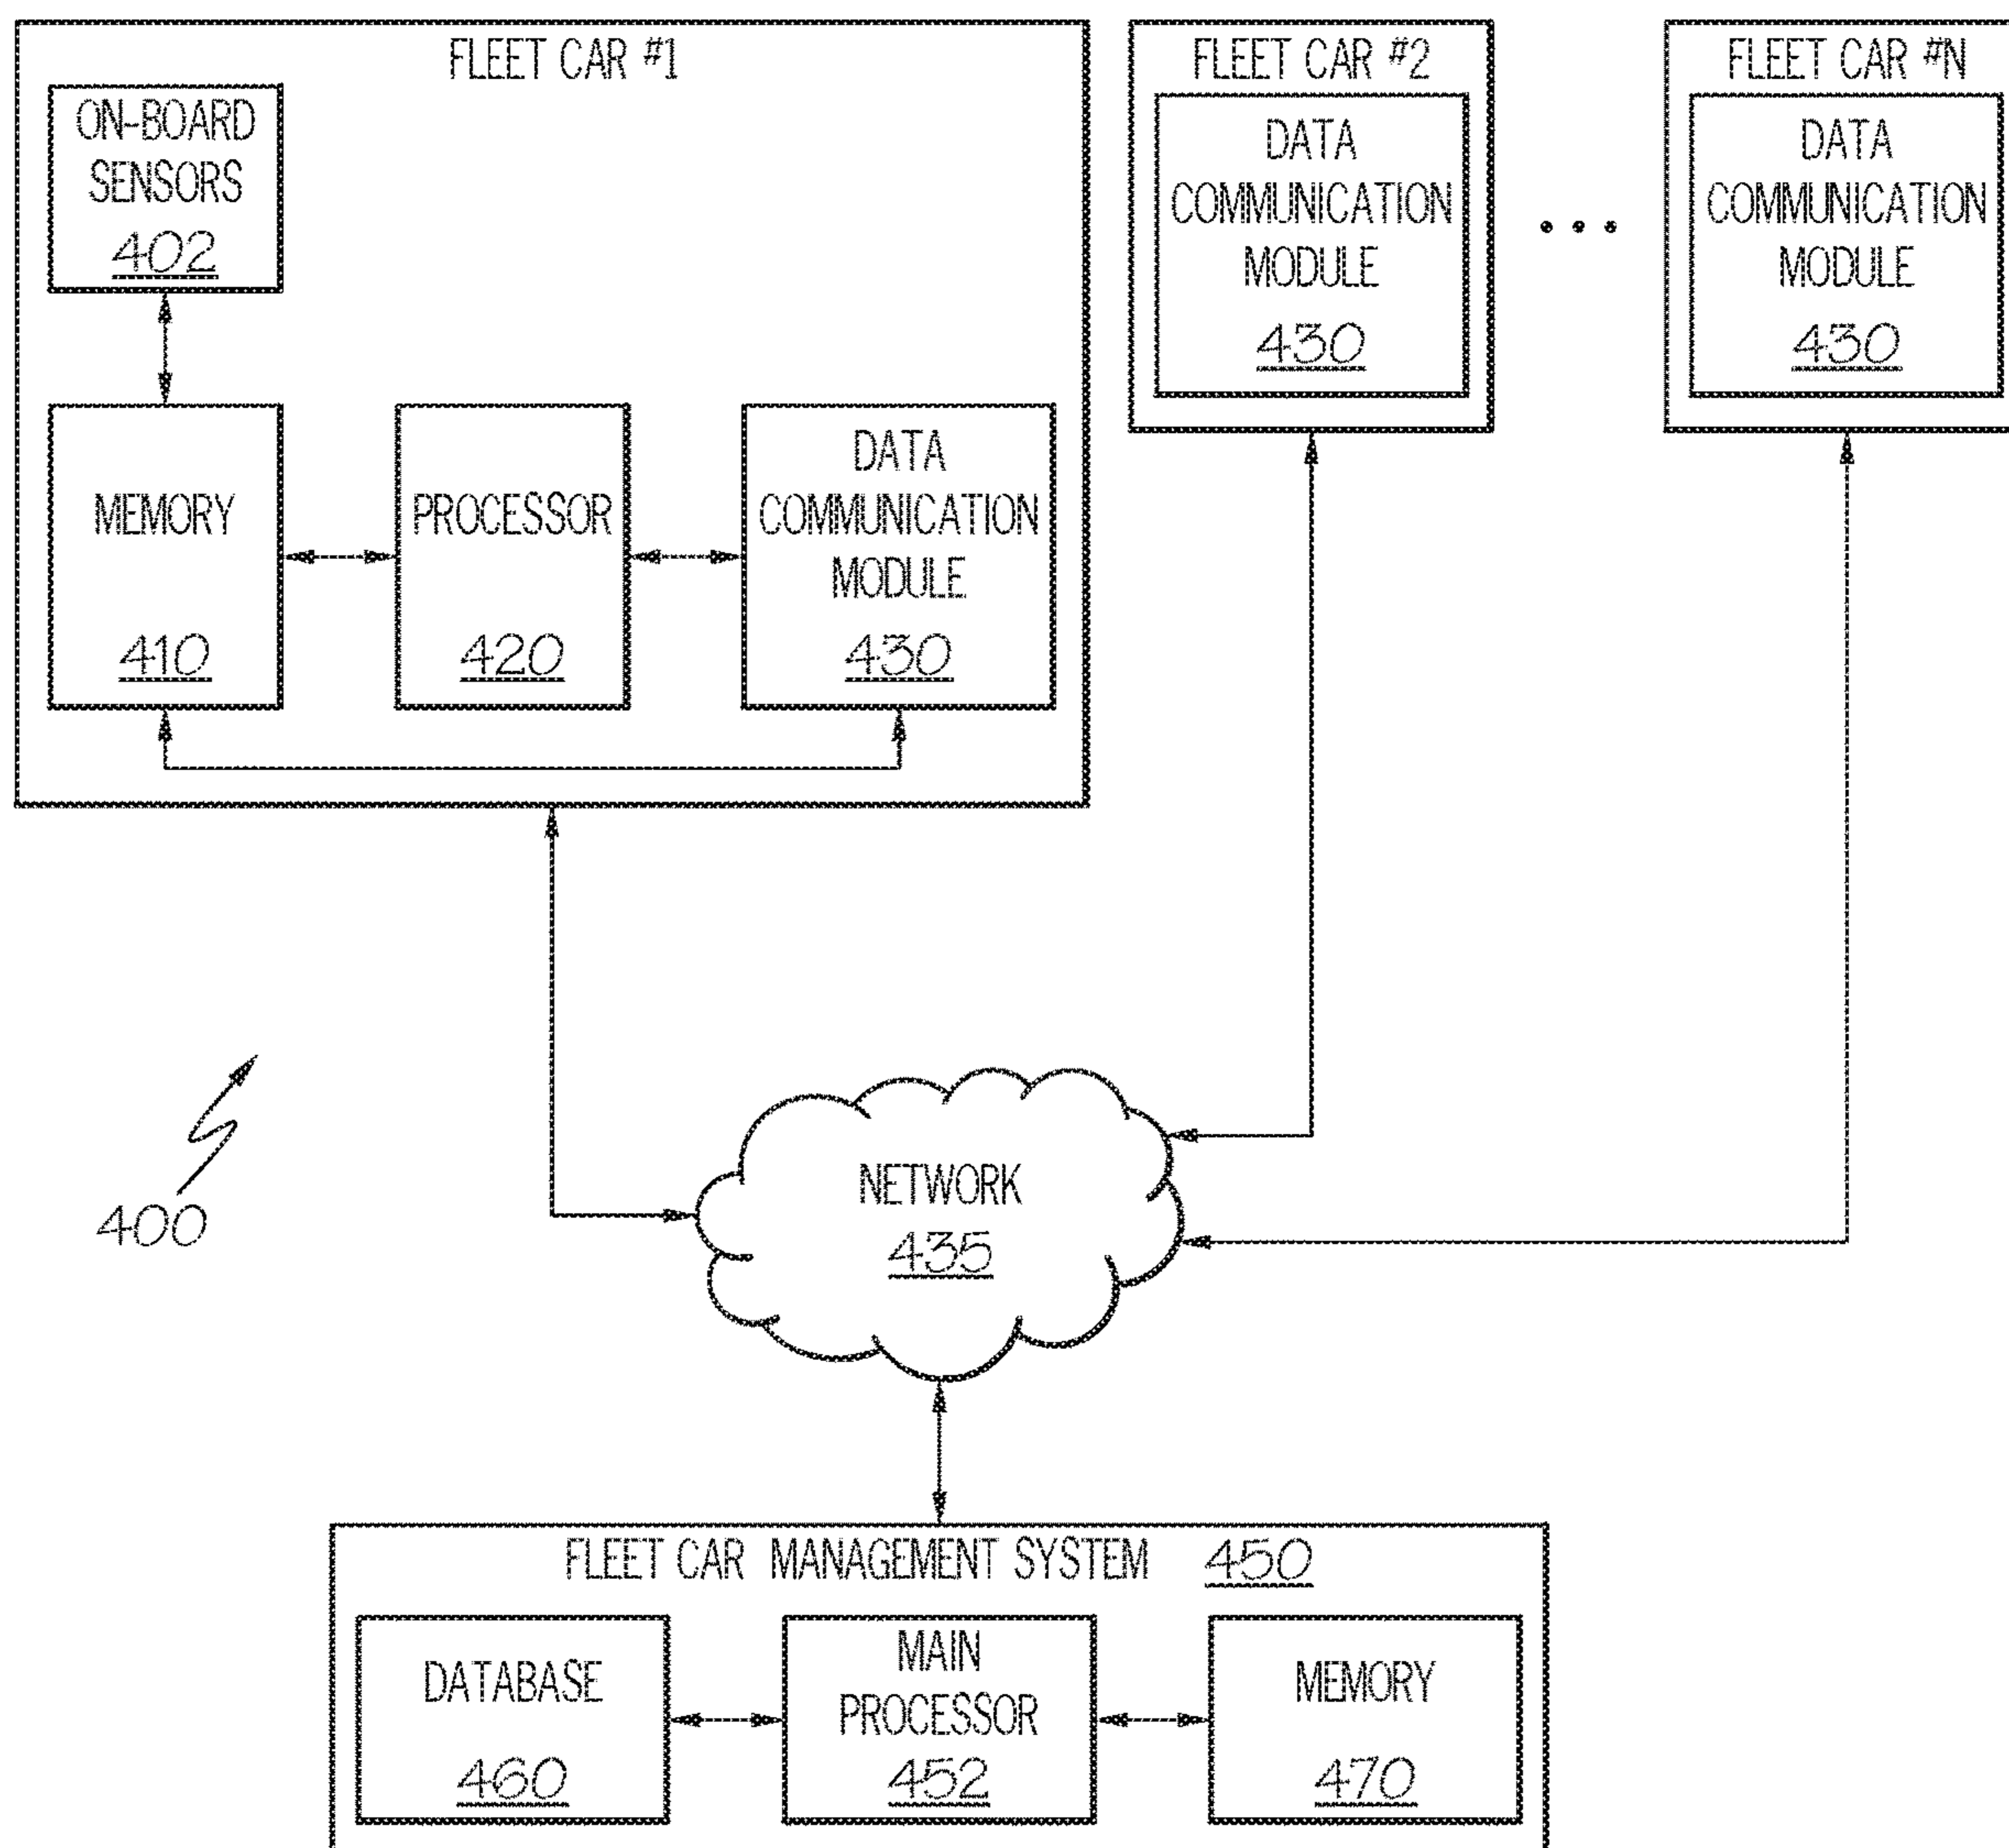 FLEET CAR #1
ON-BOARD
SENSORS
402
MEMORY
410
PROCESSOR
420
DATA
COMMUNICATION
MODULE
430
FLEET CAR #2
DATA
COMMUNICATION
MODULE
430
• • •
FLEET CAR #N
DATA
COMMUNICATION
MODULE
430
400
NETWORK
435
FLEET CAR MANAGEMENT SYSTEM 450
DATABASE
460
MAIN
PROCESSOR
452
MEMORY
470